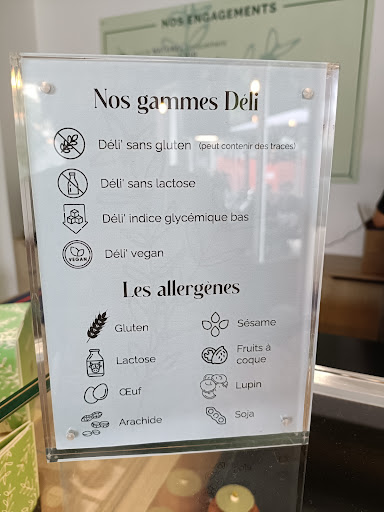 NOS ENGAGEMENTS
Nos gammes Déli
Déli' sans gluten (peut contenir des traces)
Déli' sans lactose
Déli' indice glycémique bas
VEGAN
Déli' vegan
Les allergenes
Gluten
Sésame
Lactose
Fruits à
coque
Œuf
Lupin
Arachide
Soja